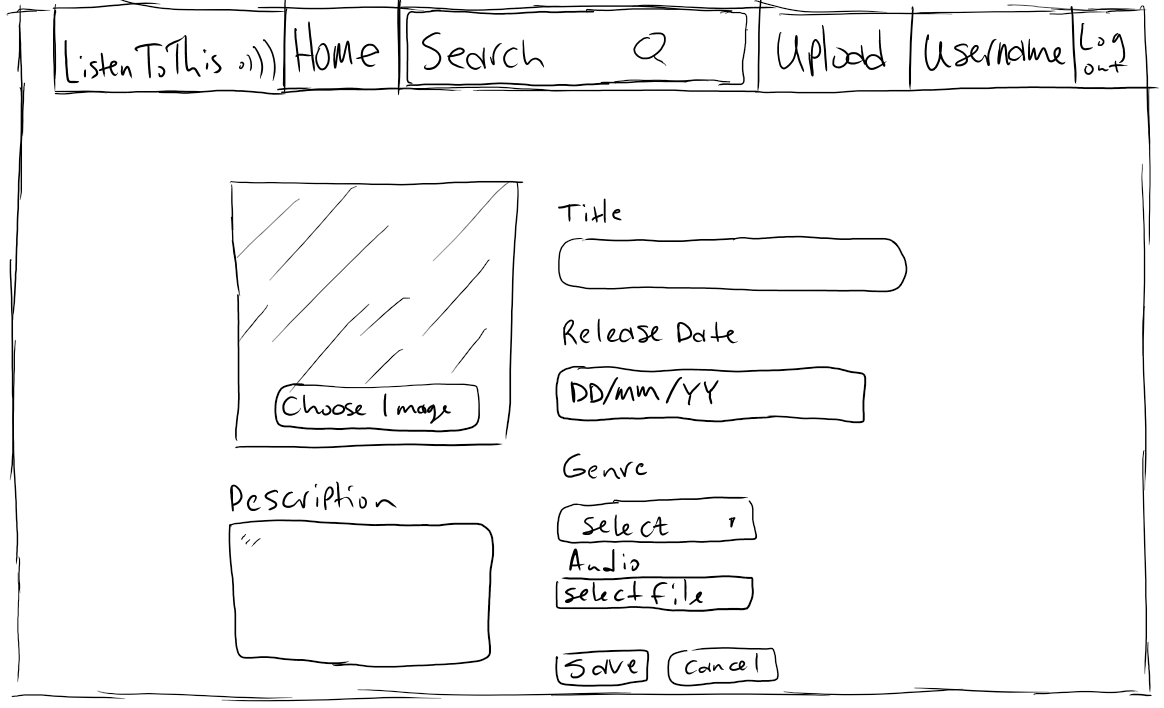 ListenToThis
Home
Search
Upload
Username
Log out
Title
Release Date
DD/mm/YY
Choose Image
Genre
Description
select
Audio
select file
Save
Cancel